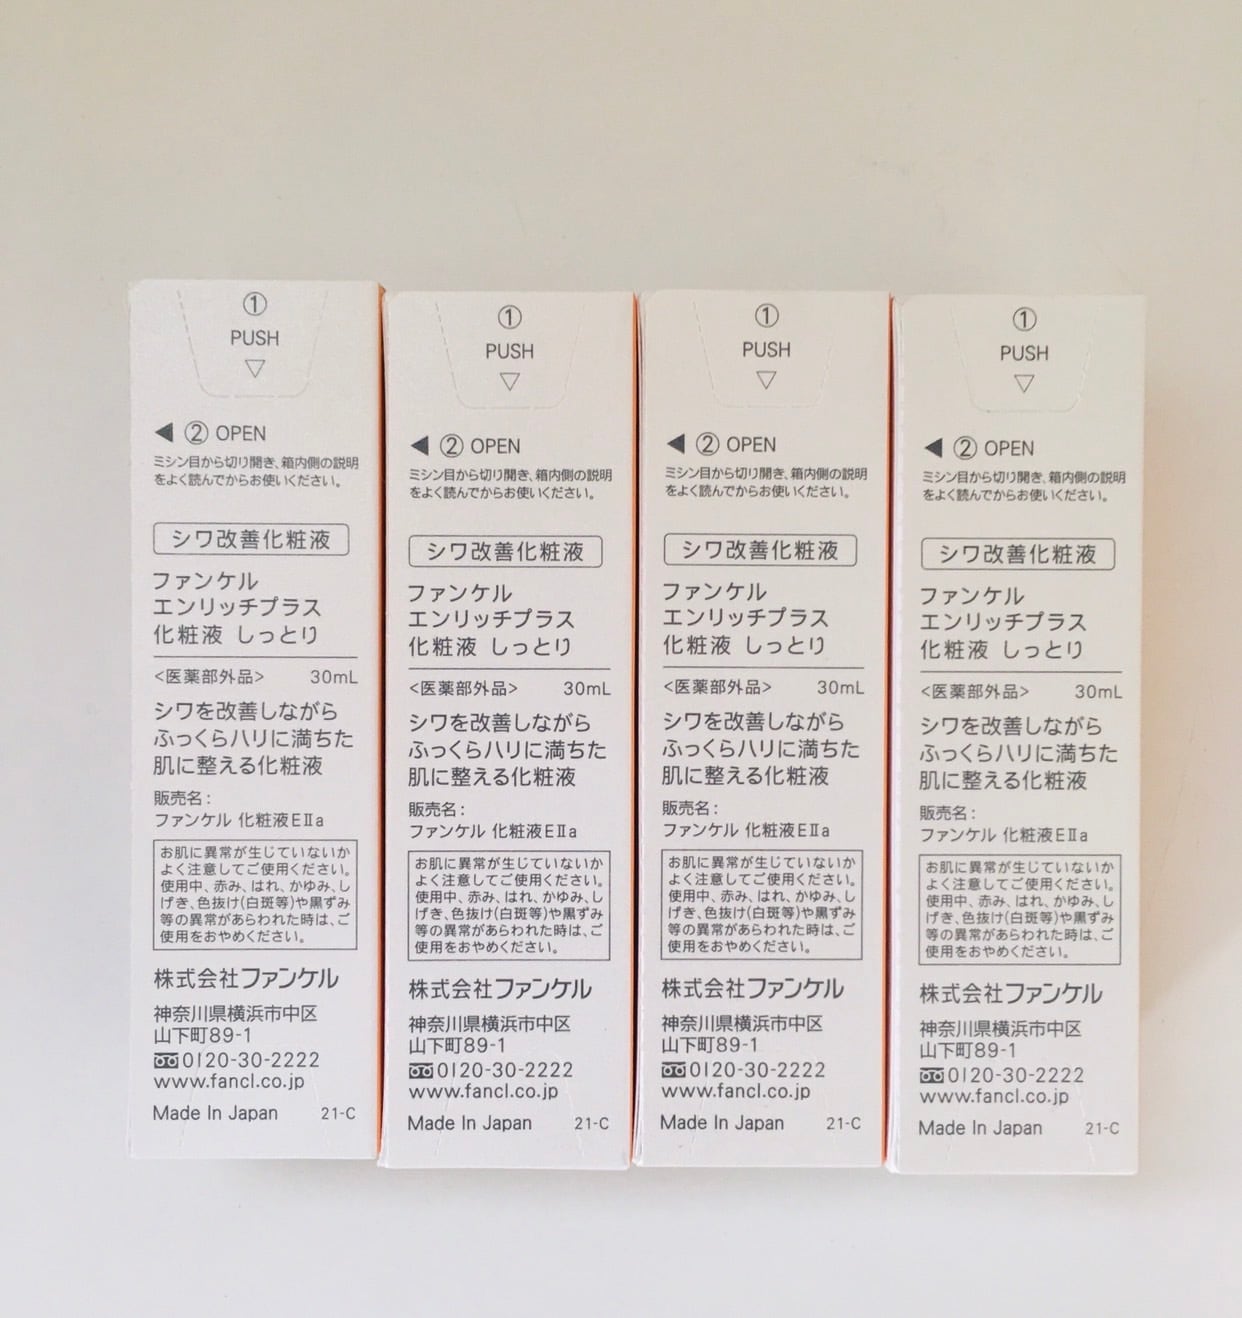 ①
PUSH
▽
◀ ② OPEN
ミシン目から切り開き、箱内側の説明
をよく読んでからお使いください。
シワ改善化粧液
ファンケル
エンリッチプラス
化粧液 しっとり
<医薬部外品> 30mL
シワを改善しながら
ふっくらハリに満ちた
肌に整える化粧液
販売名:
ファンケル 化粧液EⅡa
お肌に異常が生じていないか
よく注意してご使用ください。
使用中、赤み、はれ、かゆみ、し
げき、色抜け(白斑等)や黒ずみ
等の異常があらわれた時は、ご
使用をおやめください。
株式会社ファンケル
神奈川県横浜市中区
山下町89-1
0120-30-2222
www.fancl.co.jp
Made In Japan 21-C
①
PUSH
▽
◀ ② OPEN
ミシン目から切り開き、箱内側の説明
をよく読んでからお使いください。
シワ改善化粧液
ファンケル
エンリッチプラス
化粧液 しっとり
<医薬部外品> 30mL
シワを改善しながら
ふっくらハリに満ちた
肌に整える化粧液
販売名:
ファンケル 化粧液EⅡa
お肌に異常が生じていないか
よく注意してご使用ください。
使用中、赤み、はれ、かゆみ、し
げき、色抜け(白斑等)や黒ずみ
等の異常があらわれた時は、ご
使用をおやめください。
株式会社ファンケル
神奈川県横浜市中区
山下町89-1
0120-30-2222
www.fancl.co.jp
Made In Japan 21-C
①
PUSH
▽
◀ ② OPEN
ミシン目から切り開き、箱内側の説明
をよく読んでからお使いください。
シワ改善化粧液
ファンケル
エンリッチプラス
化粧液 しっとり
<医薬部外品> 30mL
シワを改善しながら
ふっくらハリに満ちた
肌に整える化粧液
販売名:
ファンケル 化粧液EⅡa
お肌に異常が生じていないか
よく注意してご使用ください。
使用中、赤み、はれ、かゆみ、し
げき、色抜け(白斑等)や黒ずみ
等の異常があらわれた時は、ご
使用をおやめください。
株式会社ファンケル
神奈川県横浜市中区
山下町89-1
0120-30-2222
www.fancl.co.jp
Made In Japan 21-C
①
PUSH
▽
◀ ② OPEN
ミシン目から切り開き、箱内側の説明
をよく読んでからお使いください。
シワ改善化粧液
ファンケル
エンリッチプラス
化粧液 しっとり
<医薬部外品> 30mL
シワを改善しながら
ふっくらハリに満ちた
肌に整える化粧液
販売名:
ファンケル 化粧液EⅡa
お肌に異常が生じていないか
よく注意してご使用ください。
使用中、赤み、はれ、かゆみ、し
げき、色抜け(白斑等)や黒ずみ
等の異常があらわれた時は、ご
使用をおやめください。
株式会社ファンケル
神奈川県横浜市中区
山下町89-1
0120-30-2222
www.fancl.co.jp
Made In Japan 21-C